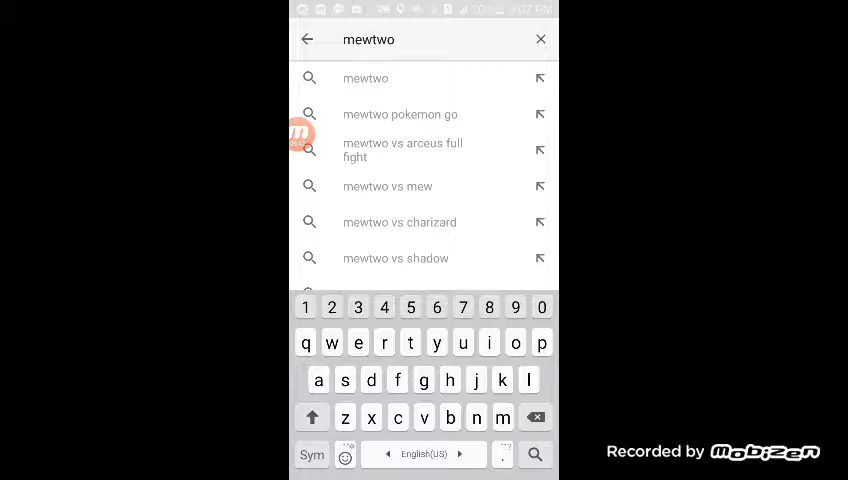 mewtwo
mewtwo
mewtwo pokemon go
mewtwo vs arceus full
fight
mewtwo vs mew
mewtwo vs charizard
mewtwo vs shadow
1 2 3 4 5 6 7 8 9 0
q w e r t y u i o p
a s d f g h j k l
z x c v b n m
Sym English(US) .
Recorded by Mobizen